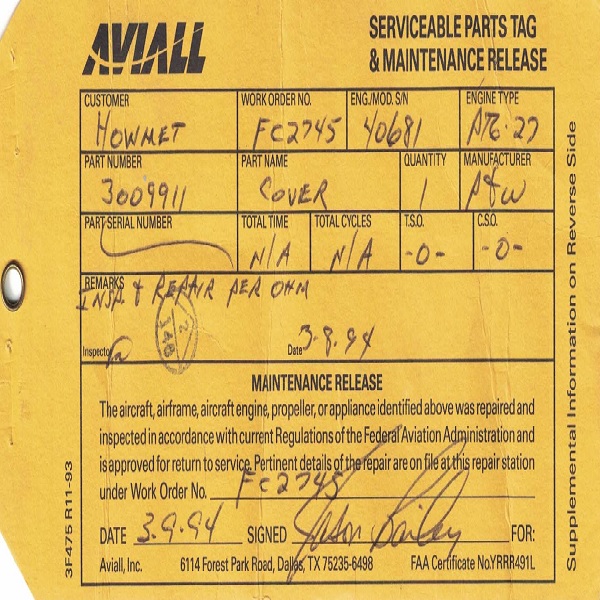 AVIALL
SERVICEABLE PARTS TAG
& MAINTENANCE RELEASE
CUSTOMER WORK ORDER NO. ENG./MOD. S/N ENGINE TYPE
HOWMET FC2745 40681
PART NUMBER PART NAME QUANTITY MANUFACTURER
3009911 COVER 1 P&W
PART SERIAL NUMBER TOTAL TIME TOTAL CYCLES T.S.O. C.S.O.
N/A N/A -0- -0-
REMARKS
INSP. & REPAIR PER OHM
2
146
Inspector Date 3-9-94
MAINTENANCE RELEASE
The aircraft, airframe, aircraft engine, propeller, or appliance identified above was repaired and
inspected in accordance with current Regulations of the Federal Aviation Administration and
is approved for return to service. Pertinent details of the repair are on file at this repair station
under Work Order No. FC2745
DATE 3-9-94 SIGNED Jason Bailey FOR:
Aviall, Inc. 6114 Forest Park Road, Dallas, TX 75235-6498 FAA Certificate No.YRRR491L
3F475 R11-93
Supplemental Information on Reverse Side